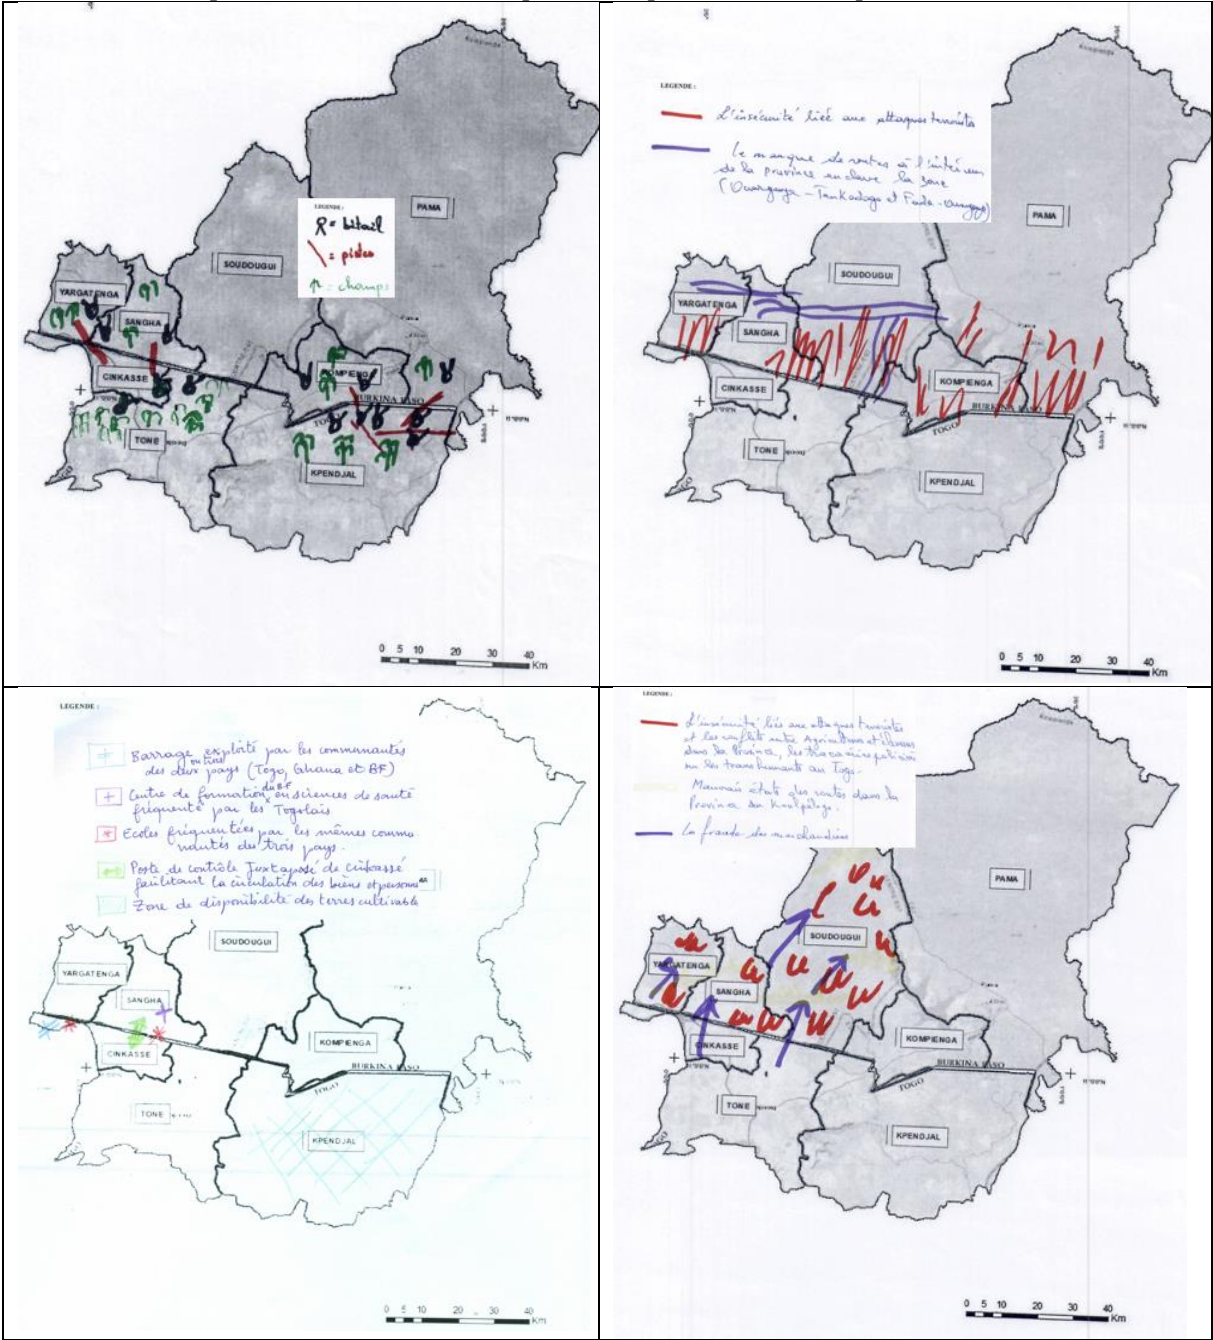 LEGENDE :
= bétail
= pistes
= champs
PAMA
SOUDOUGUI
YARGATENGA
SANGHA
CINKASSE
KOMPIENGA
BURKINA FASO
TOGO
TONE
KPENDJAL
0 5 10 20 30 40
Km
LEGENDE :
L'insécurité liée aux attaques terroristes
Le manque de routes à l'intérieur
de la province enclave la zone
PAMA
SOUDOUGUI
YARGATENGA
SANGHA
CINKASSE
KOMPIENGA
BURKINA FASO
TOGO
TONE
KPENDJAL
0 5 10 20 30 40
Km
LEGENDE :
Barrage exploité par les communautés
des deux pays (Togo, Ghana et BF)
Centre de formation du BF en sciences de santé
fréquenté par les Togolais
Ecoles fréquentées par les mêmes commu
nautés des trois pays.
Poste de contrôle Juxtaposé de Cinkassé
facilitant la circulation des biens et personne
Zone de disponibilité des terres cultivable
SOUDOUGUI
YARGATENGA
SANGHA
CINKASSE
KOMPIENGA
BURKINA FASO
TOGO
TONE
KPENDJAL
0 5 10 20 30 40
Km
LEGENDE :
L'insécurité liée aux attaques terroristes
et les conflits entre Agriculteurs et éleveurs
dans la Province, les tracasseries policières
sur les transhumants au Togo.
Mauvais états des routes dans la
Province du Koulpélogo.
La fraude des marchandises
PAMA
SOUDOUGUI
YARGATENGA
SANGHA
CINKASSE
KOMPIENGA
BURKINA FASO
TOGO
TONE
KPENDJAL
0 5 10 20 30 40
Km